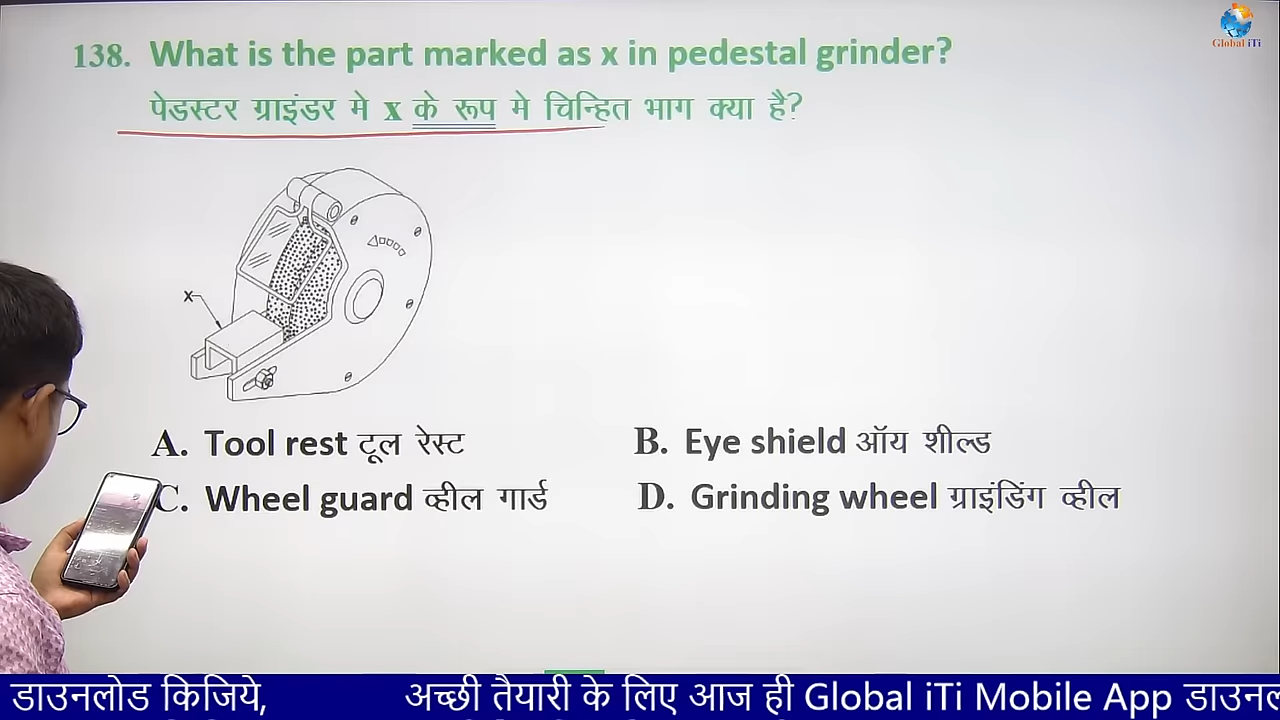 Global iTi
138. What is the part marked as x in pedestal grinder?
पेडस्टर ग्राइंडर मे x के रूप मे चिन्हित भाग क्या है?
x
A. Tool rest टूल रेस्ट
B. Eye shield ऑय शील्ड
C. Wheel guard व्हील गार्ड
D. Grinding wheel ग्राइंडिंग व्हील
डाउनलोड किजिये, अच्छी तैयारी के लिए आज ही Global iTi Mobile App